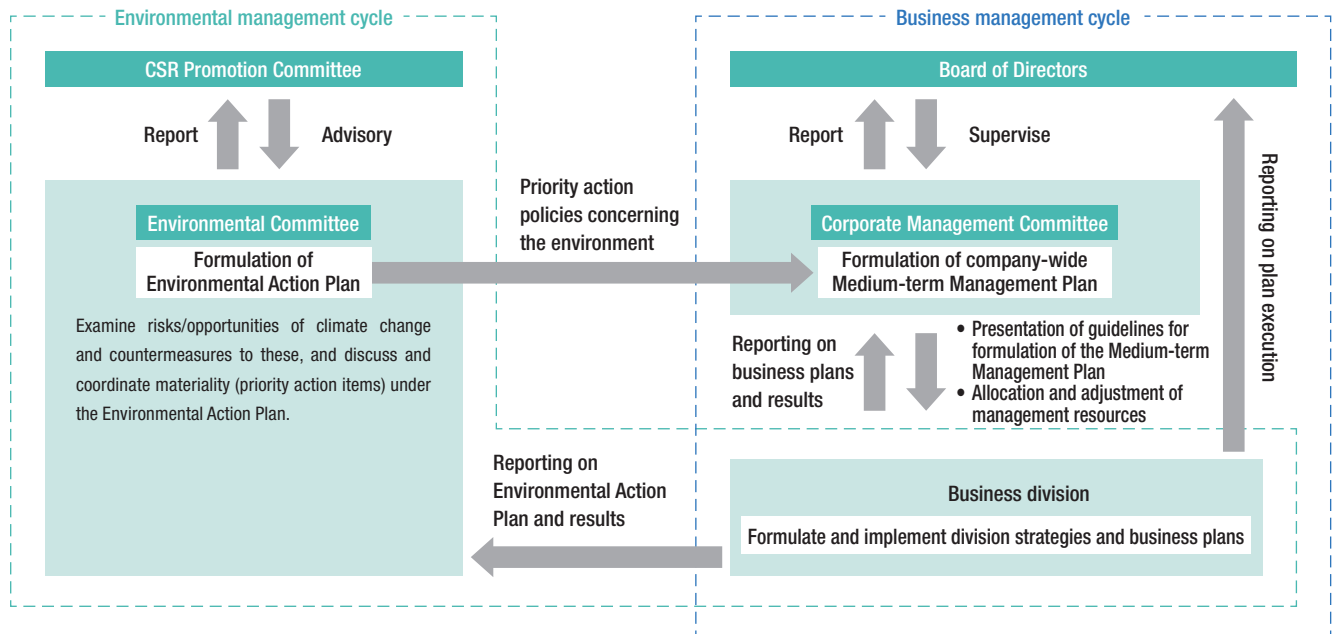 Environmental management cycle
CSR Promotion Committee
Report
Advisory
Environmental Committee
Formulation of
Environmental Action Plan
Examine risks/opportunities of climate change
and countermeasures to these, and discuss and
coordinate materiality (priority action items) under
the Environmental Action Plan.
Priority action
policies concerning
the environment
Business management cycle
Board of Directors
Report
Supervise
Corporate Management Committee
Formulation of company-wide
Medium-term Management Plan
Reporting on
business plans
and results
• Presentation of guidelines for
formulation of the Medium-term
Management Plan
• Allocation and adjustment of
management resources
Reporting on plan execution
Reporting on
Environmental Action
Plan and results
Business division
Formulate and implement division strategies and business plans